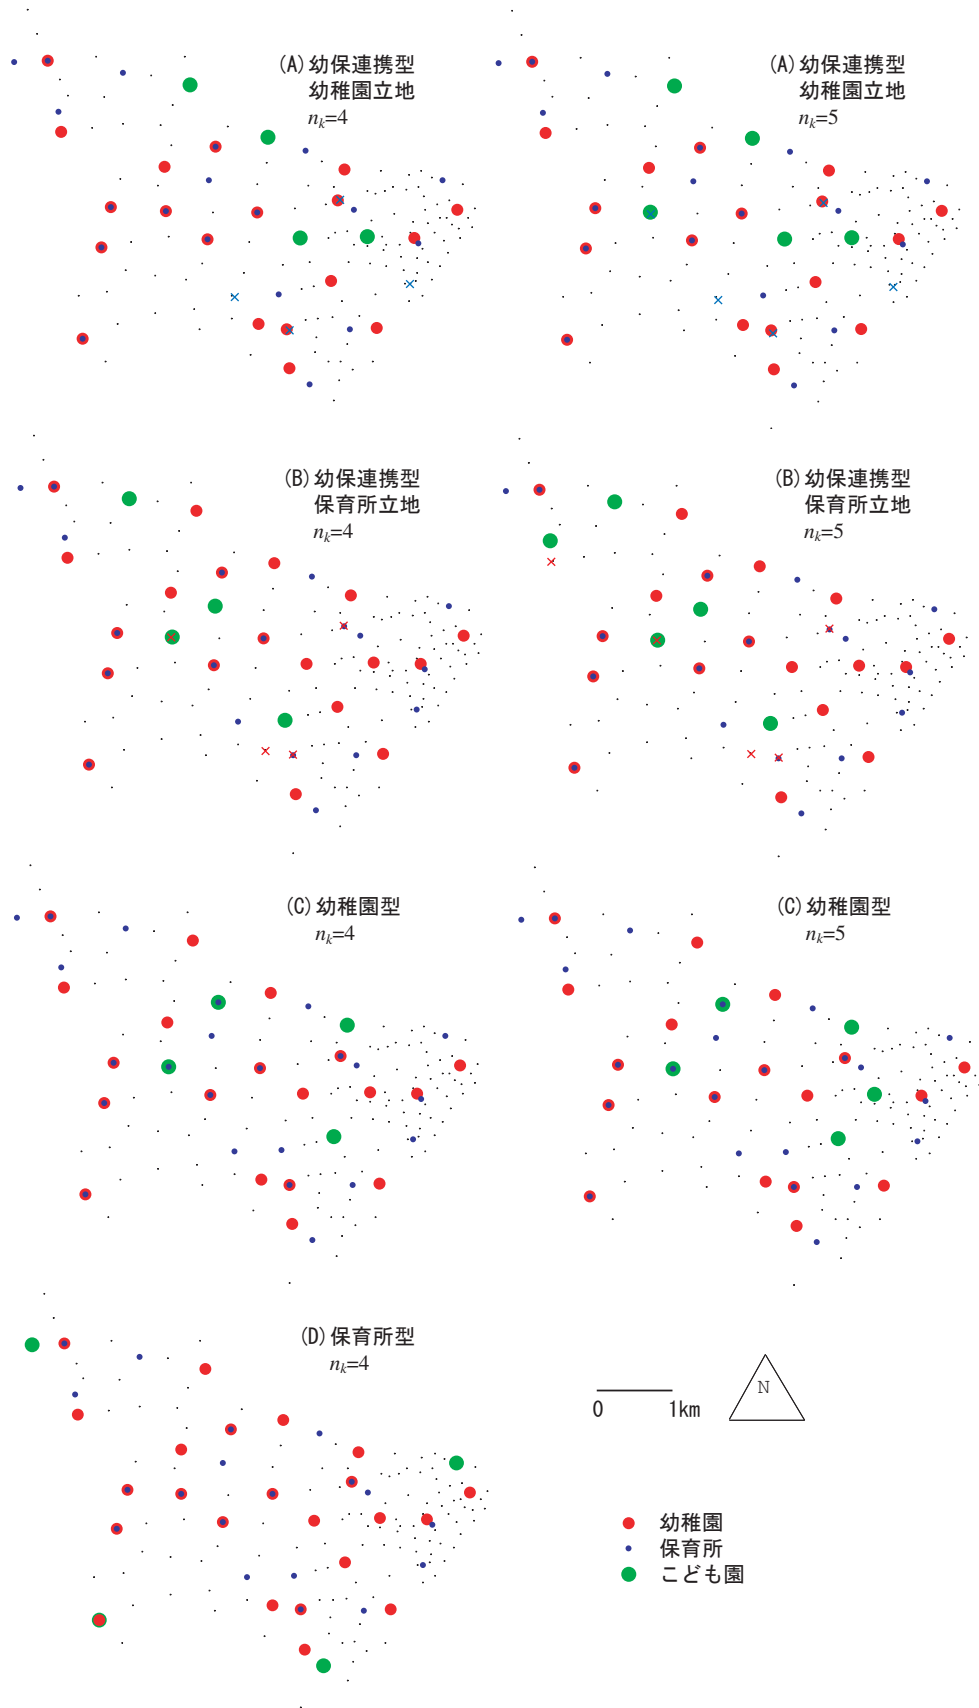 (A)幼保連携型
幼稚園立地
nk=4
(A)幼保連携型
幼稚園立地
nk=5
(B)幼保連携型
保育所立地
nk=4
(B)幼保連携型
保育所立地
nk=5
(C)幼稚園型
nk=4
(C)幼稚園型
nk=5
(D)保育所型
nk=4
N
0 1km
幼稚園
保育所
こども園